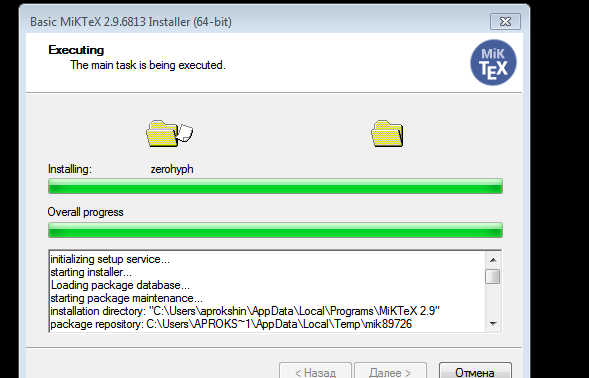 Basic MiKTeX 2.9.6813 Installer (64-bit)
Executing
The main task is being executed.
MiK
TEX
Installing: zerohyph
Overall progress
initializing setup service...
starting installer...
Loading package database...
starting package maintenance...
installation directory: "C:\Users\aprokshin\AppData\Local\Programs\MiKTeX 2.9"
package repository: C:\Users\APROKS~1\AppData\Local\Temp\mik89726
< Назад Далее > Отмена